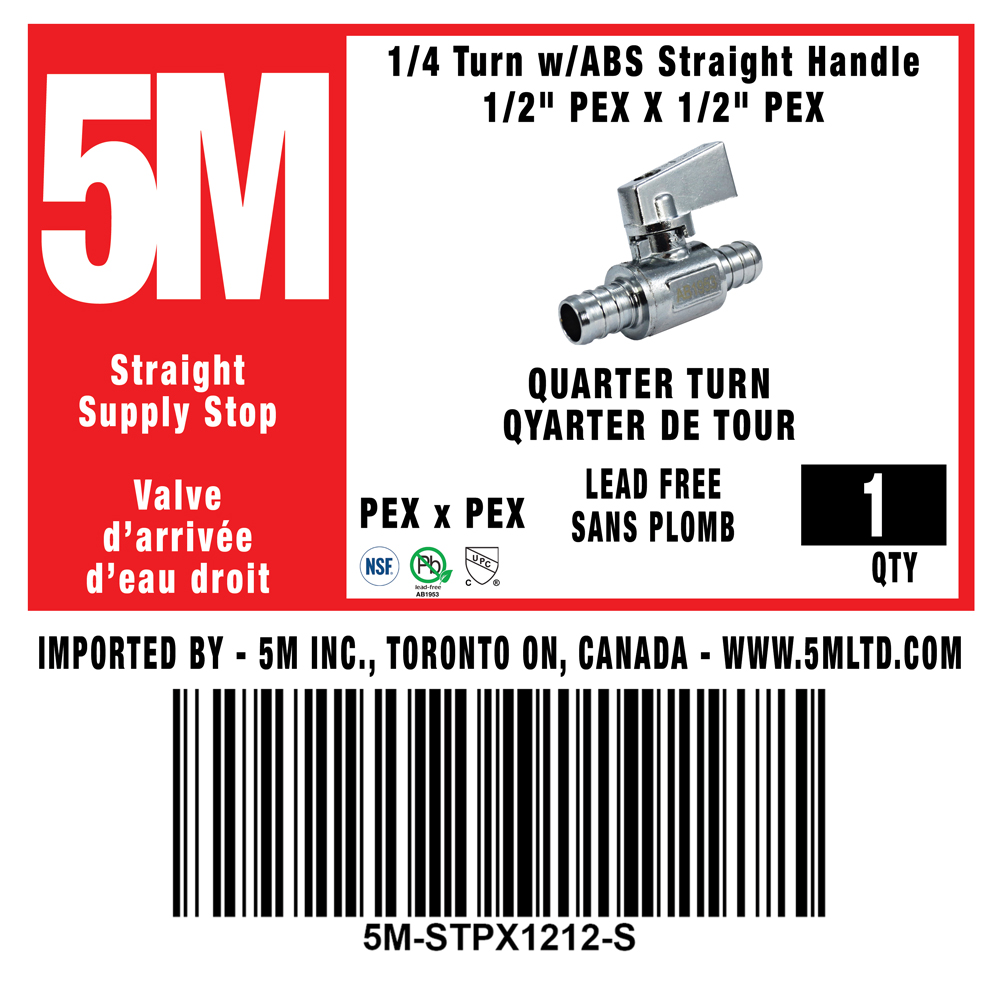 5M
Straight
Supply Stop
Valve
d'arrivée
d'eau droit
1/4 Turn w/ABS Straight Handle
1/2" PEX X 1/2" PEX
QUARTER TURN
QYARTER DE TOUR
PEX x PEX
LEAD FREE
SANS PLOMB
1
QTY
NSF
Pb
lead-free
AB1953
UPC
C ®
IMPORTED BY - 5M INC., TORONTO ON, CANADA - WWW.5MLTD.COM
5M-STPX1212-S